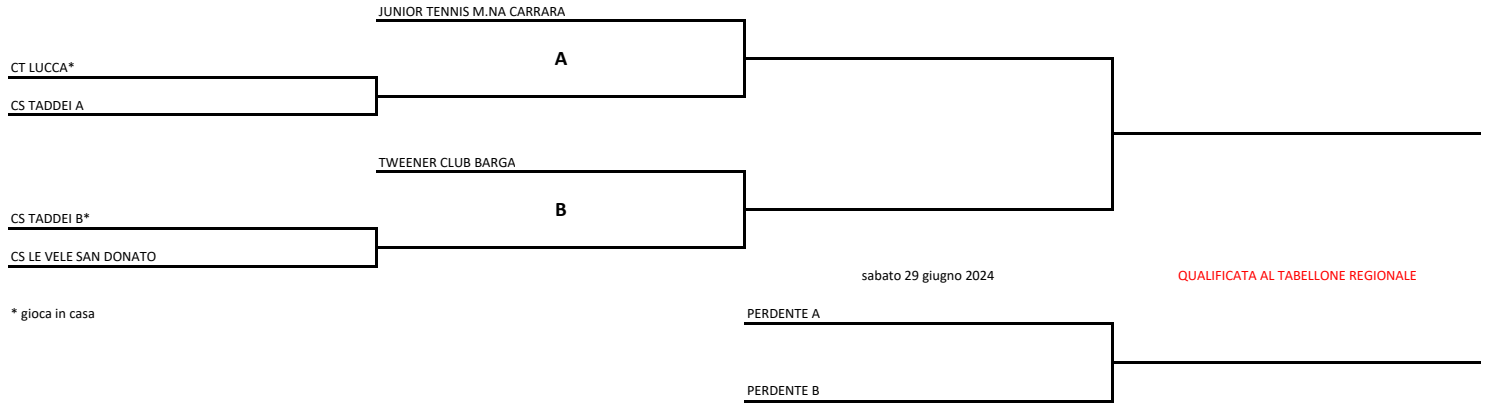 JUNIOR TENNIS M.NA CARRARA
A
CT LUCCA*
CS TADDEI A
TWEENER CLUB BARGA
B
CS TADDEI B*
CS LE VELE SAN DONATO
sabato 29 giugno 2024
QUALIFICATA AL TABELLONE REGIONALE
* gioca in casa
PERDENTE A
PERDENTE B